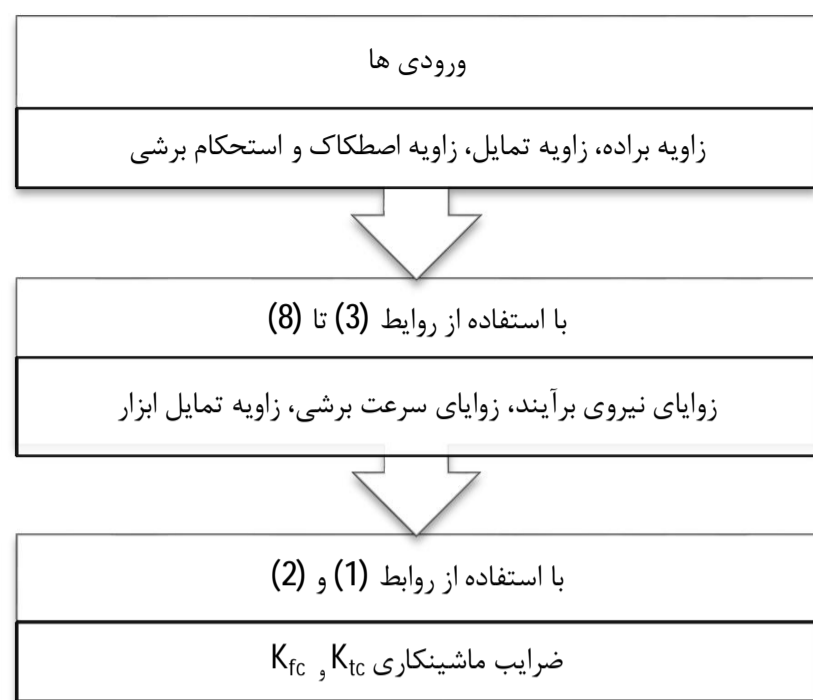 ورودی ها
زاویه براده، زاویه تمایل، زاویه اصطکاک و استحکام برشی
با استفاده از روایط (3) تا (8)
زوایای نیروی برآیند، زوایای سرعت برشی، زاویه تمایل ابزار
با استفاده از روابط (1) و (2)
ضرایب ماشینکاری Ktc و Kfc